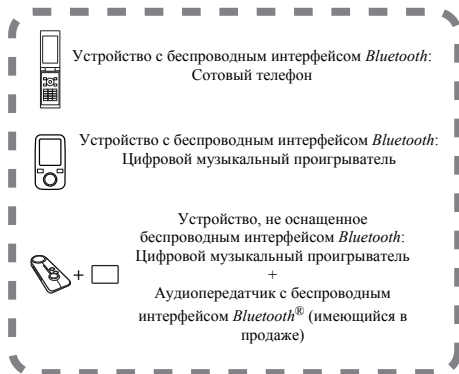 Устройство с беспроводным интерфейсом Bluetooth:
Сотовый телефон
Устройство с беспроводным интерфейсом Bluetooth:
Цифровой музыкальный проигрыватель
Устройство, не оснащенное
беспроводным интерфейсом Bluetooth:
Цифровой музыкальный проигрыватель
+
+
Аудиопередатчик с беспроводным
интерфейсом Bluetooth® (имеющийся в
продаже)